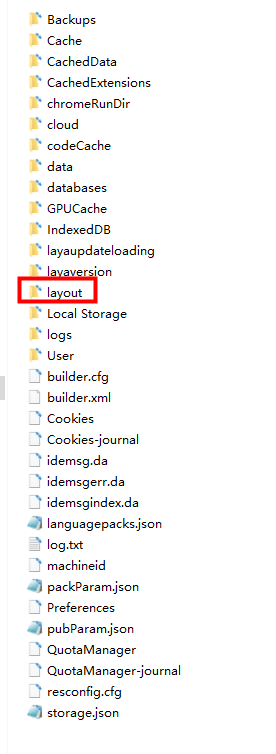 Backups
Cache
CachedData
CachedExtensions
chromeRunDir
cloud
codeCache
data
databases
GPUCache
IndexedDB
layaupdateloading
layaversion
layout
Local Storage
logs
User
builder.cfg
builder.xml
Cookies
Cookies-journal
idemsg.da
idemsgerr.da
idemsgindex.da
languagepacks.json
log.txt
machineid
packParam.json
Preferences
pubParam.json
QuotaManager
QuotaManager-journal
resconfig.cfg
storage.json